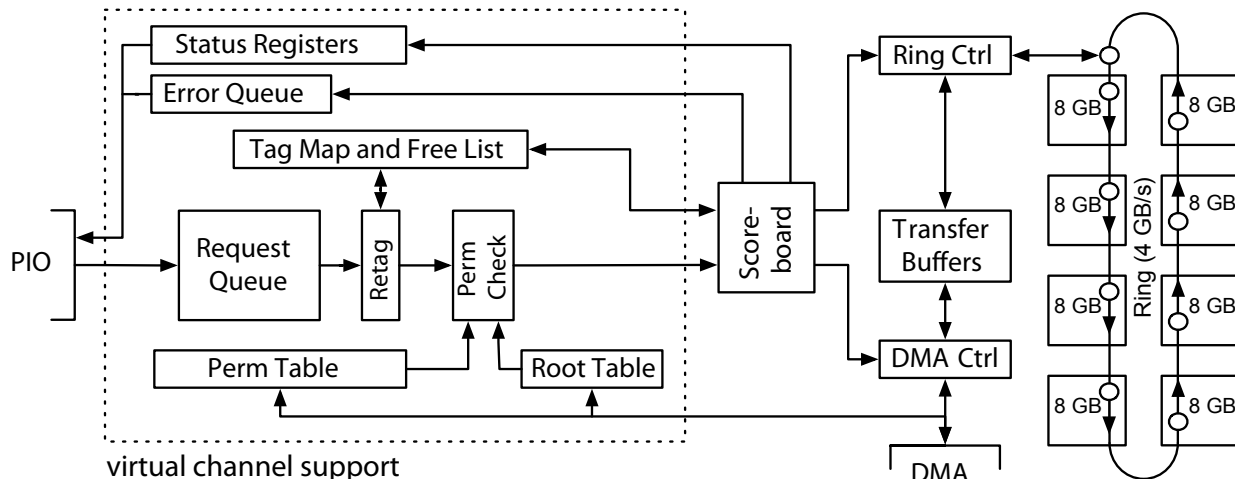 Status Registers
Error Queue
Tag Map and Free List
PIO
Request
Queue
Retag
Perm
Check
Perm Table
Root Table
virtual channel support
Score-
board
Ring Ctrl
Transfer
Buffers
DMA Ctrl
DMA
8 GB
8 GB
8 GB
8 GB
Ring (4 GB/s)
8 GB
8 GB
8 GB
8 GB